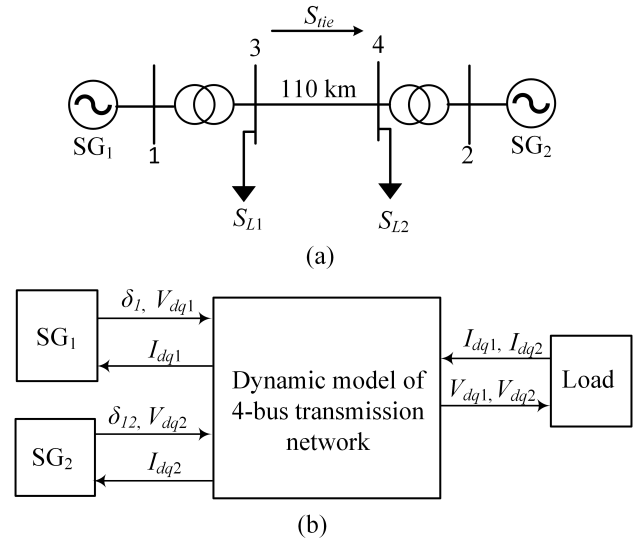 S_tie
3 4
110 km
SG₁ 1 2 SG₂
S_L1 S_L2
(a)
δ₁, V_dq1
SG₁
I_dq1
δ₁₂, V_dq2
SG₂
I_dq2
Dynamic model of
4-bus transmission
network
I_dq1, I_dq2
V_dq1, V_dq2
Load
(b)